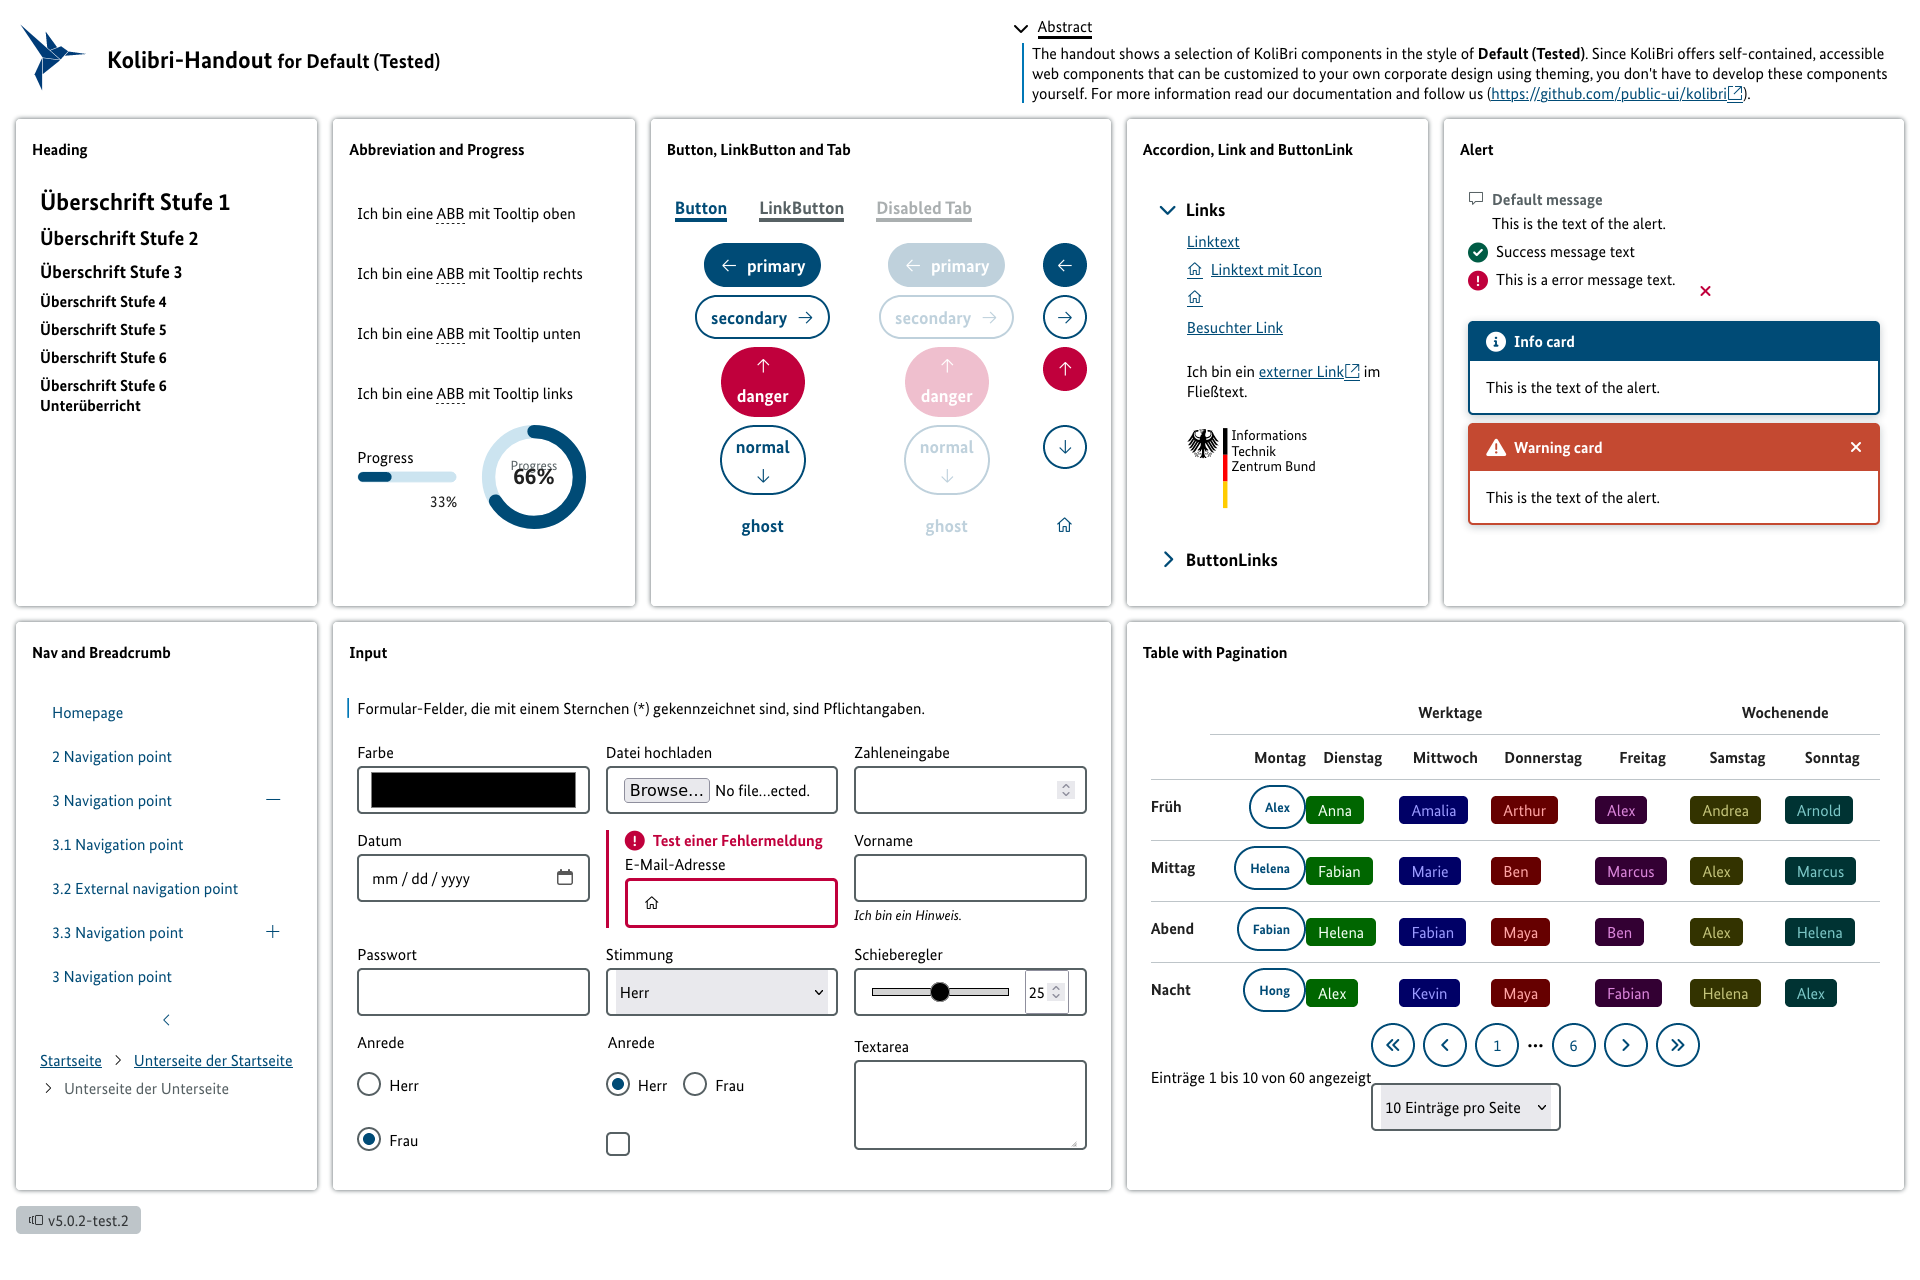 Kolibri-Handout for Default (Tested)
Abstract
The handout shows a selection of KoliBri components in the style of Default (Tested). Since KoliBri offers self-contained, accessible
web components that can be customized to your own corporate design using theming, you don't have to develop these components
yourself. For more information read our documentation and follow us (https://github.com/public-ui/kolibri).
Heading
Überschrift Stufe 1
Überschrift Stufe 2
Überschrift Stufe 3
Überschrift Stufe 4
Überschrift Stufe 5
Überschrift Stufe 6
Überschrift Stufe 6
Unterüberricht
Abbreviation and Progress
Ich bin eine ABB mit Tooltip oben
Ich bin eine ABB mit Tooltip rechts
Ich bin eine ABB mit Tooltip unten
Ich bin eine ABB mit Tooltip links
Progress
33%
Progress
66%
Button, LinkButton and Tab
Button LinkButton Disabled Tab
primary primary
secondary secondary
danger danger
normal normal
ghost ghost
Accordion, Link and ButtonLink
Links
Linktext
Linktext mit Icon
Besuchter Link
Ich bin ein externer Link im
Fließtext.
Informations
Technik
Zentrum Bund
ButtonLinks
Alert
Default message
This is the text of the alert.
Success message text
This is a error message text.
Info card
This is the text of the alert.
Warning card
This is the text of the alert.
Nav and Breadcrumb
Homepage
2 Navigation point
3 Navigation point
3.1 Navigation point
3.2 External navigation point
3.3 Navigation point
3 Navigation point
Startseite Unterseite der Startseite
Unterseite der Unterseite
Input
Formular-Felder, die mit einem Sternchen (*) gekennzeichnet sind, sind Pflichtangaben.
Farbe
Datei hochladen
Browse... No file...ected.
Zahleneingabe
Datum
mm / dd / yyyy
Test einer Fehlermeldung
E-Mail-Adresse
Vorname
Ich bin ein Hinweis.
Passwort
Stimmung
Herr
Schieberegler
25
Anrede
Herr
Frau
Anrede
Herr Frau
Textarea
Table with Pagination
Werktage Wochenende
Montag Dienstag Mittwoch Donnerstag Freitag Samstag Sonntag
Früh Alex Anna Amalia Arthur Alex Andrea Arnold
Mittag Helena Fabian Marie Ben Marcus Alex Marcus
Abend Fabian Helena Fabian Maya Ben Alex Helena
Nacht Hong Alex Kevin Maya Fabian Helena Alex
1 ••• 6
Einträge 1 bis 10 von 60 angezeigt
10 Einträge pro Seite
v5.0.2-test.2